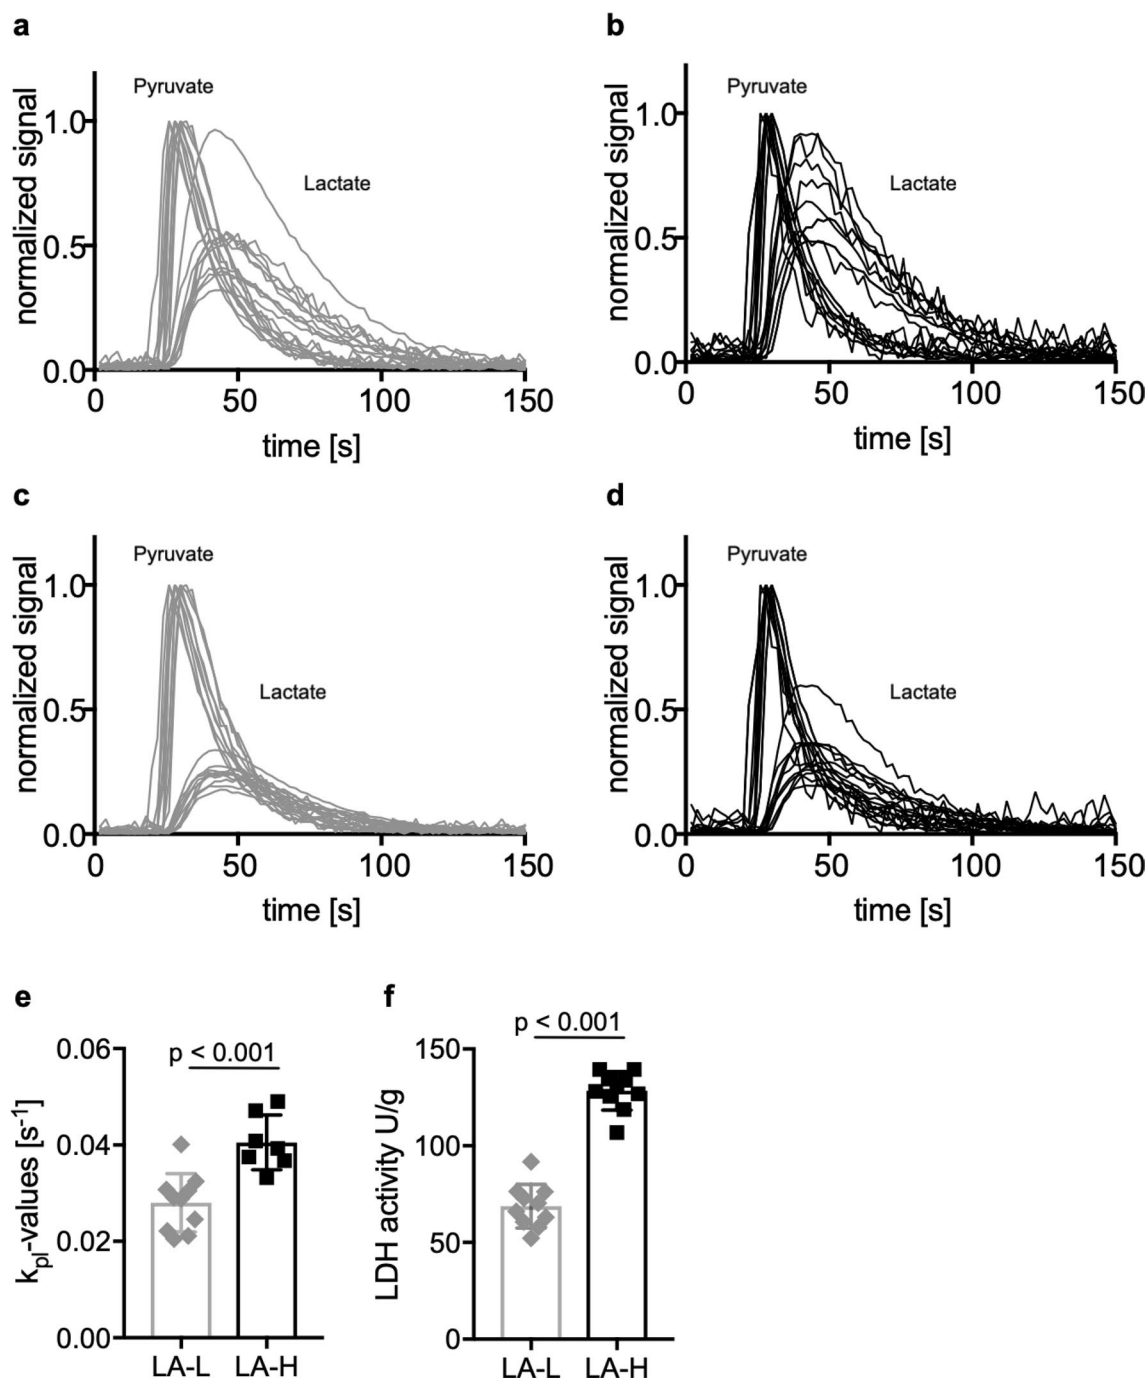 a
Pyruvate
Lactate
normalized signal
1.0
0.5
0.0
0 50 100 150
time [s]
b
Pyruvate
Lactate
normalized signal
1.0
0.5
0.0
0 50 100 150
time [s]
c
Pyruvate
Lactate
normalized signal
1.0
0.5
0.0
0 50 100 150
time [s]
d
Pyruvate
Lactate
normalized signal
1.0
0.5
0.0
0 50 100 150
time [s]
e
p < 0.001
kpl-values [s-1]
0.06
0.04
0.02
0.00
LA-L LA-H
f
p < 0.001
LDH activity U/g
150
100
50
0
LA-L LA-H